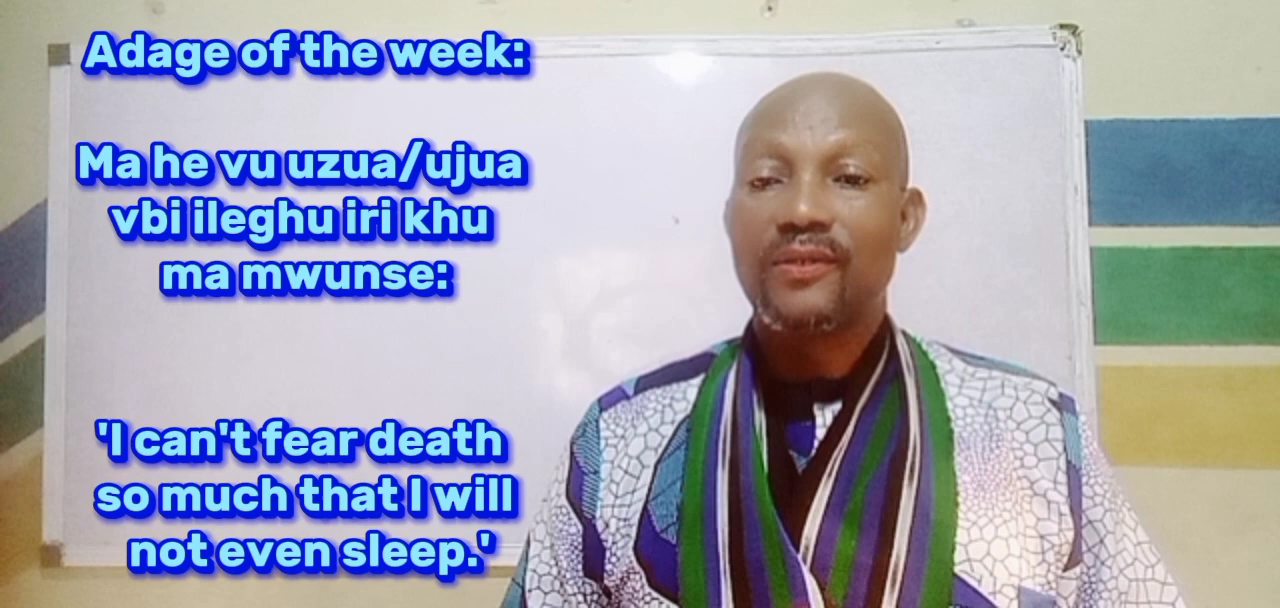 Adage of the week:
Ma he vu uzua/ujua
vbi ileghu iri khu
ma mwunse:
'I can't fear death
so much that I will
not even sleep.'